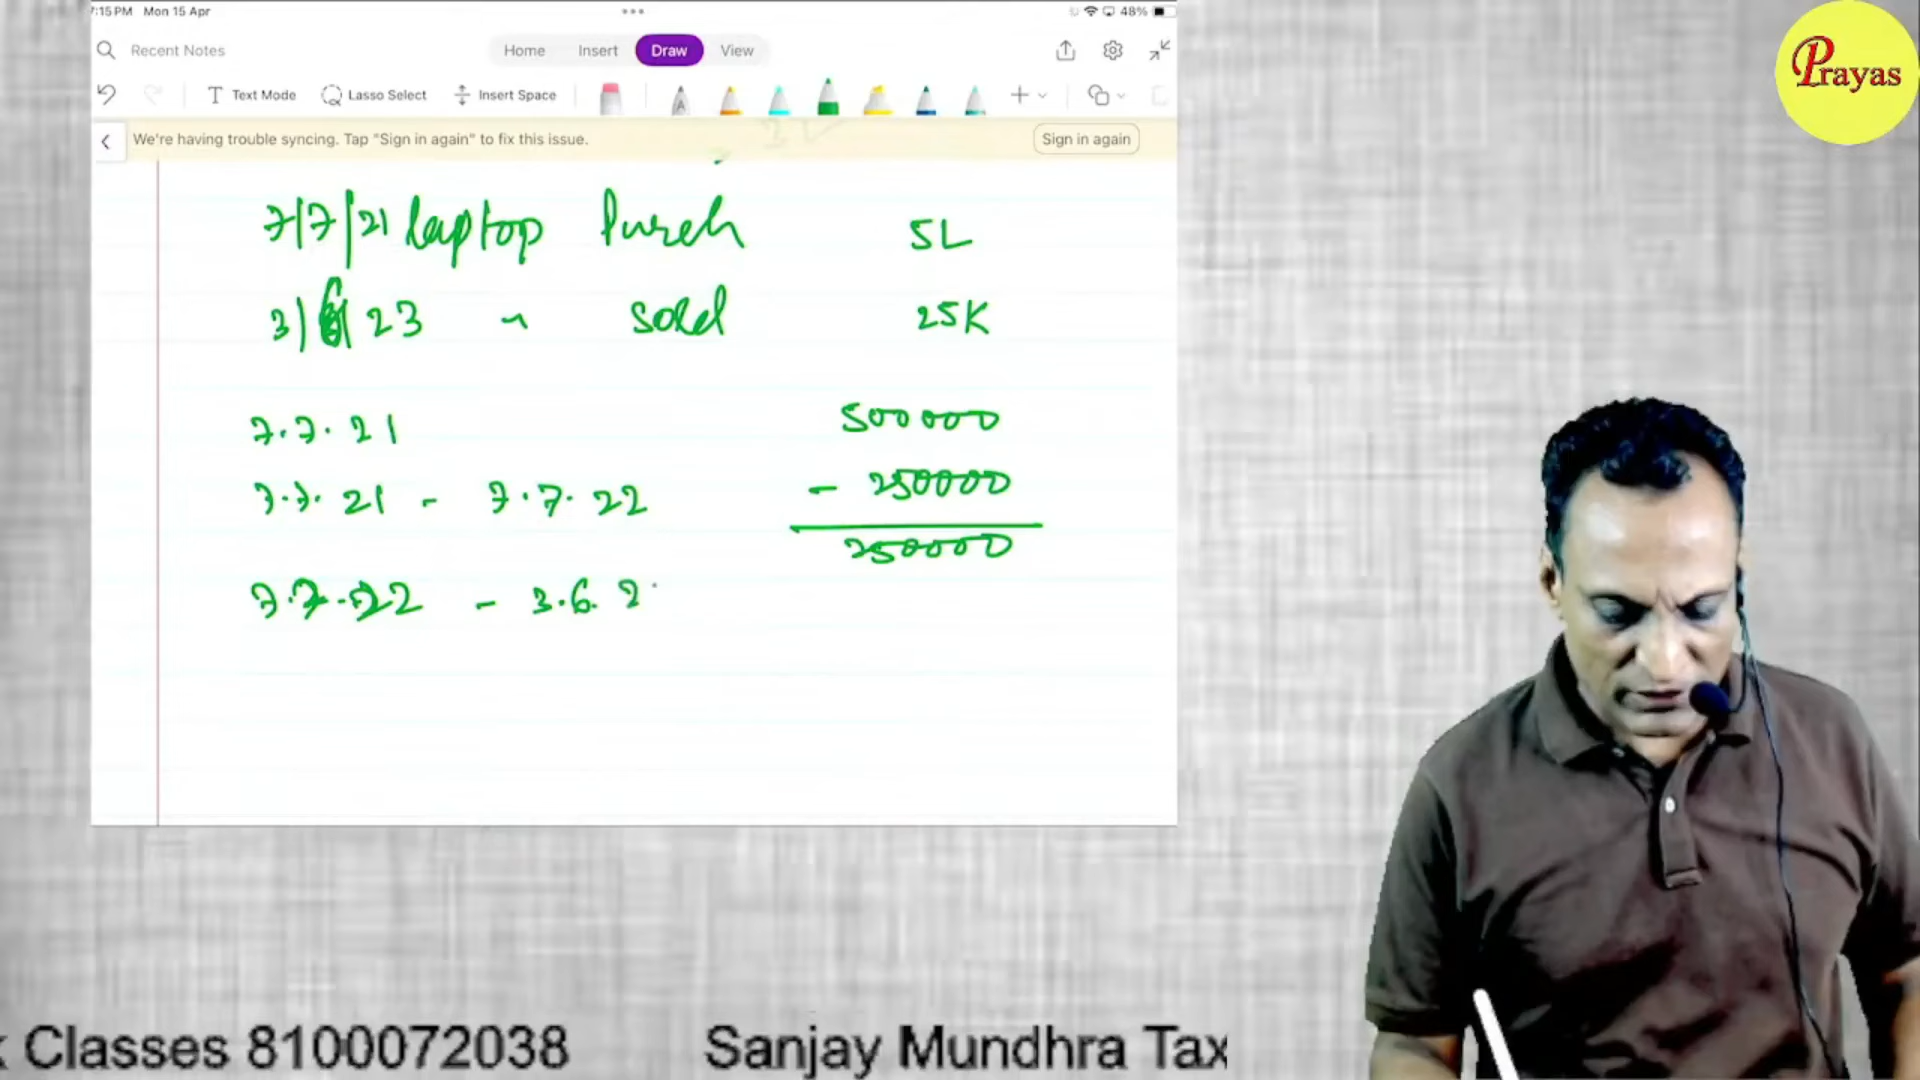 7:15 PM Mon 15 Apr
48%
Recent Notes
Home Insert Draw View
Text Mode Lasso Select Insert Space
We're having trouble syncing. Tap "Sign in again" to fix this issue.
Sign in again
Prayas
7/7/21 laptop Purch 5L
3/6/23 " sold 25K
7.7.21 500000
7.7.21 - 7.7.22 - 250000
250000
7.7.22 - 3.6.2
x Classes 8100072038 Sanjay Mundhra Tax